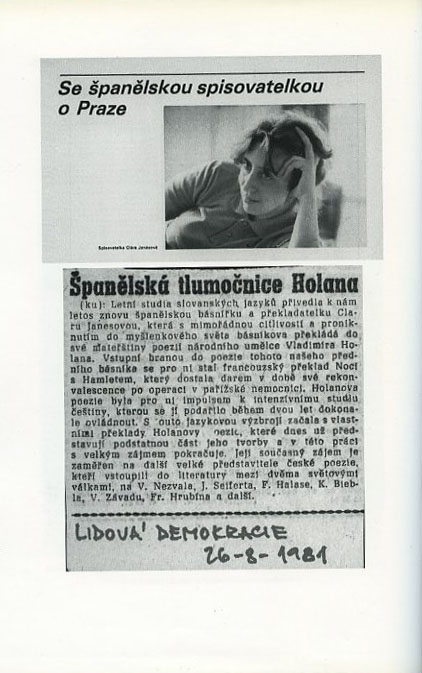 Se španělskou spisovatelkou
o Praze
Spisovatelka Clara Janésová
Španělská tlumočnice Holana
(ku): Letní studia slovanských jazyků přivedla k nám
letos znovu španělskou básnířku a překladatelku Cla-
ru Janesovou, která s mimořádnou citlivostí a pronik-
nutím do myšlenkového světa básníkova překládá do
své mateřštiny poezii národního umělce Vladimíra Ho-
lana. Vstupní branou do poezie tohoto našeho před-
ního básníka se pro ni stal francouzský překlad Noci
s Hamletem, který dostala darem v době své rekon-
valescence po operaci v pařížské nemocnici. Holanova
poezie byla pro ni impulsem k intenzívnímu studiu
češtiny, kterou se jí podařilo během dvou let dokona-
le ovládnout. S outo jazykovou výzbrojí začala s vlast-
ními překlady Holanovy poezie, které dnes už před-
stavují podstatnou část jeho tvorby a v této práci
s velkým zájmem pokračuje. Její současný zájem je
zaměřen na další velké představitele české poezie,
kteří vstoupili do literatury mezi dvěma světovými
válkami, na V. Nezvala, J. Seiferta, F. Halase, K. Bieb-
la, V. Závadu, Fr. Hrubína a další.
LIDOVÁ DEMOKRACIE
26-8-1981